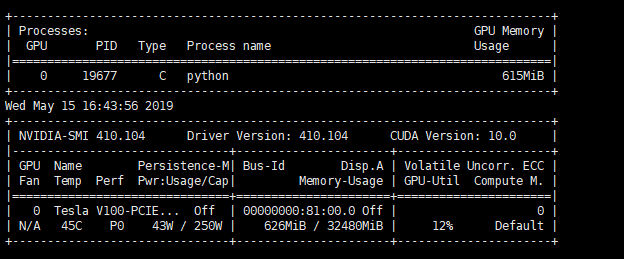 +-----------------------------------------------------------------------------+
| Processes:                                                       GPU Memory |
|  GPU       PID   Type   Process name                             Usage      |
|=============================================================================|
|    0     19677      C   python                                       615MiB |
+-----------------------------------------------------------------------------+
Wed May 15 16:43:56 2019
+-----------------------------------------------------------------------------+
| NVIDIA-SMI 410.104      Driver Version: 410.104      CUDA Version: 10.0     |
|-------------------------------+----------------------+----------------------+
| GPU  Name        Persistence-M| Bus-Id        Disp.A | Volatile Uncorr. ECC |
| Fan  Temp  Perf  Pwr:Usage/Cap|         Memory-Usage | GPU-Util  Compute M. |
|===============================+======================+======================|
|   0  Tesla V100-PCIE...  Off  | 00000000:81:00.0 Off |                    0 |
| N/A   45C    P0    43W / 250W |    626MiB / 32480MiB |     12%      Default |
+-------------------------------+----------------------+----------------------+